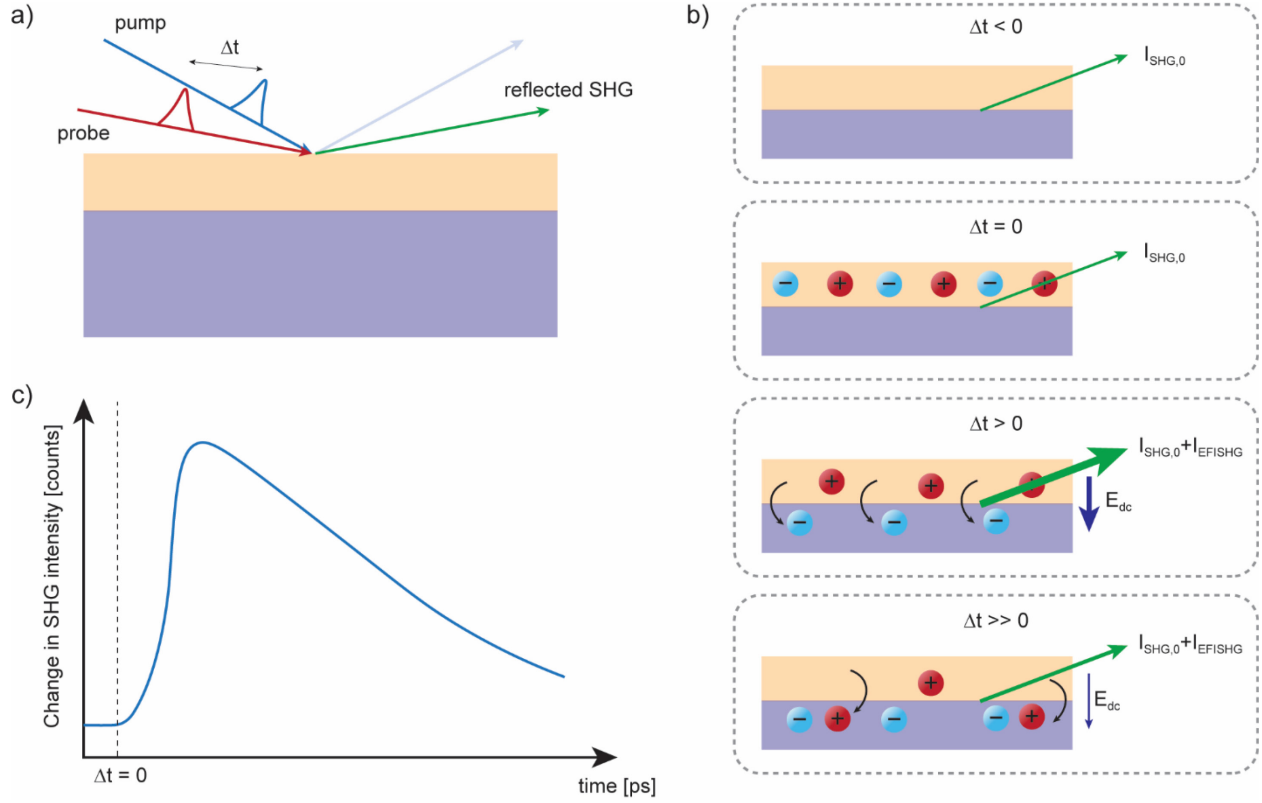 a)
pump
Δt
probe
reflected SHG
b)
Δt < 0
I_SHG,0
Δt = 0
I_SHG,0
− + − + − +
Δt > 0
I_SHG,0+I_EFISHG
+ + +
− − −
E_dc
Δt >> 0
I_SHG,0+I_EFISHG
+
− + − − +
E_dc
c)
Change in SHG intensity [counts]
Δt = 0
time [ps]